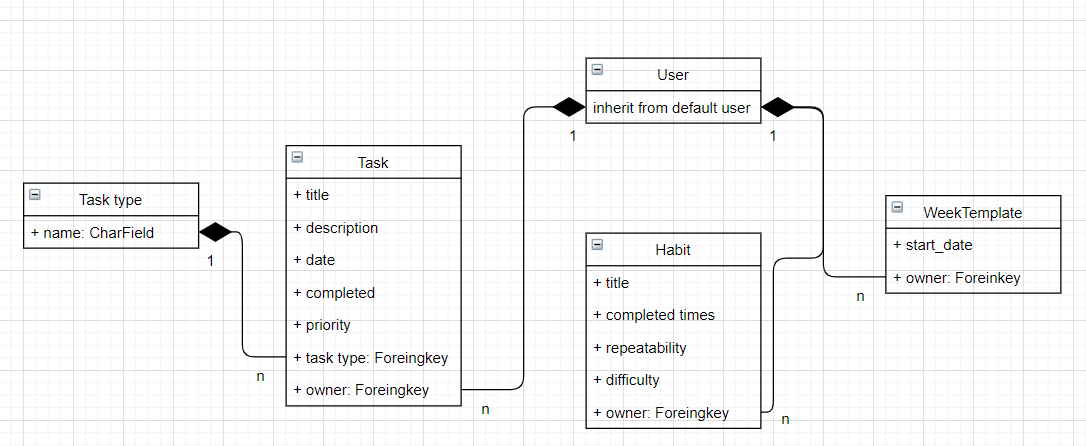 User
inherit from default user
1
1
Task
+ title
+ description
+ date
+ completed
+ priority
+ task type: Foreingkey
+ owner: Foreingkey
Task type
+ name: CharField
1
n
n
Habit
+ title
+ completed times
+ repeatability
+ difficulty
+ owner: Foreingkey
n
WeekTemplate
+ start_date
+ owner: Foreinkey
n